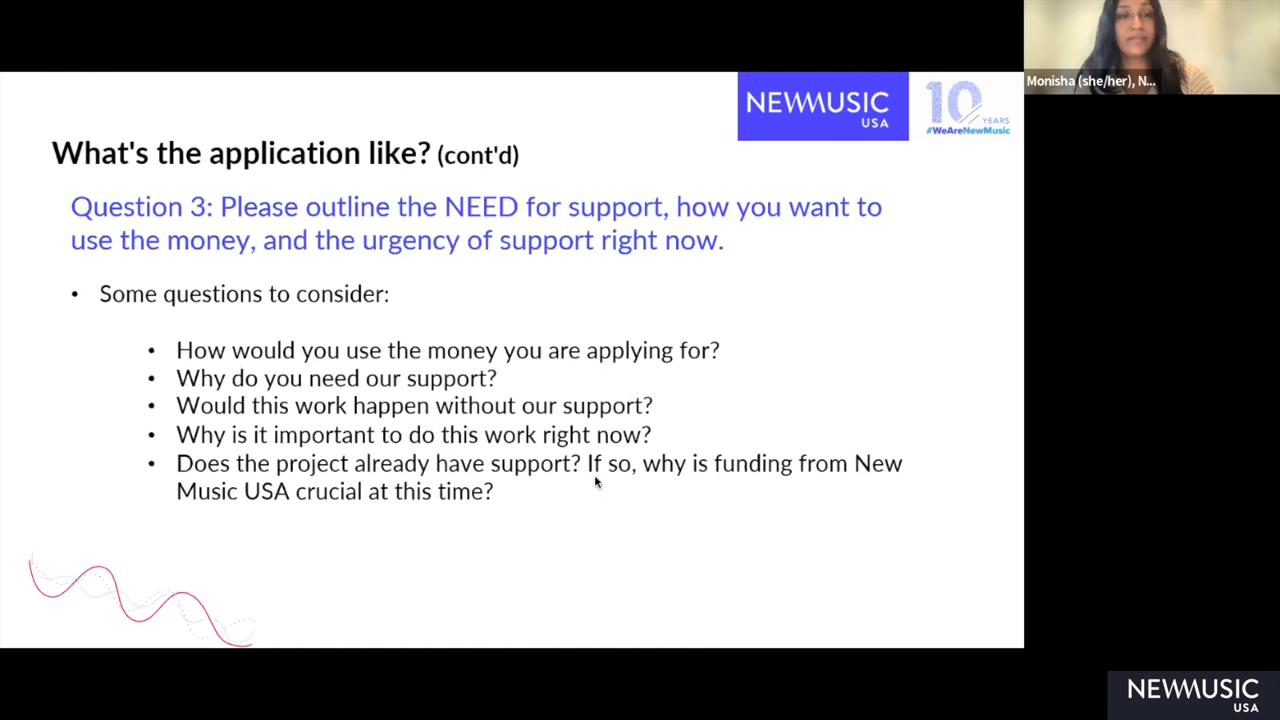 Monisha (she/her), N...
NEWMUSIC
USA
10
YEARS
#WeAreNewMusic
What's the application like? (cont'd)
Question 3: Please outline the NEED for support, how you want to
use the money, and the urgency of support right now.
• Some questions to consider:
• How would you use the money you are applying for?
• Why do you need our support?
• Would this work happen without our support?
• Why is it important to do this work right now?
• Does the project already have support? If so, why is funding from New
Music USA crucial at this time?
NEWMUSIC
USA